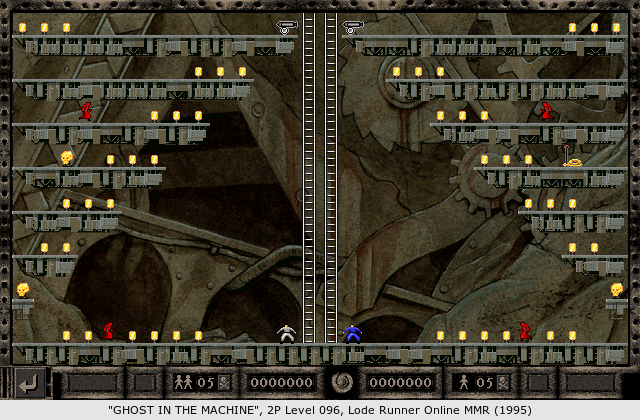 05 0000000 0000000 05
"GHOST IN THE MACHINE", 2P Level 096, Lode Runner Online MMR (1995)